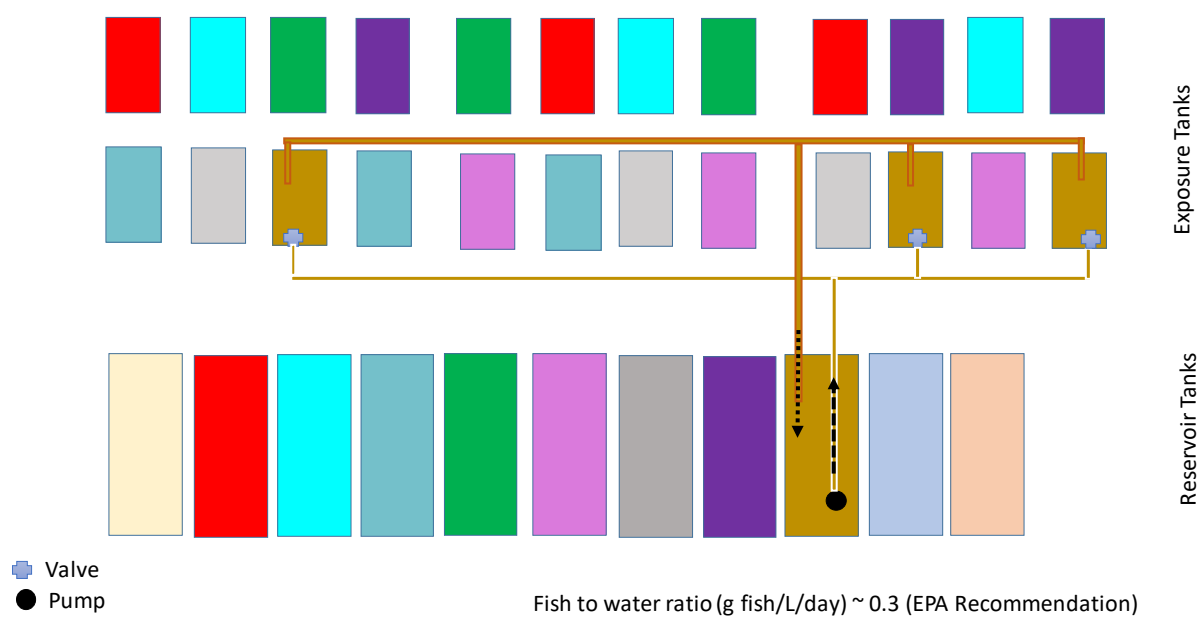 Exposure Tanks
Reservoir Tanks
Valve
Pump
Fish to water ratio (g fish/L/day) ~ 0.3 (EPA Recommendation)